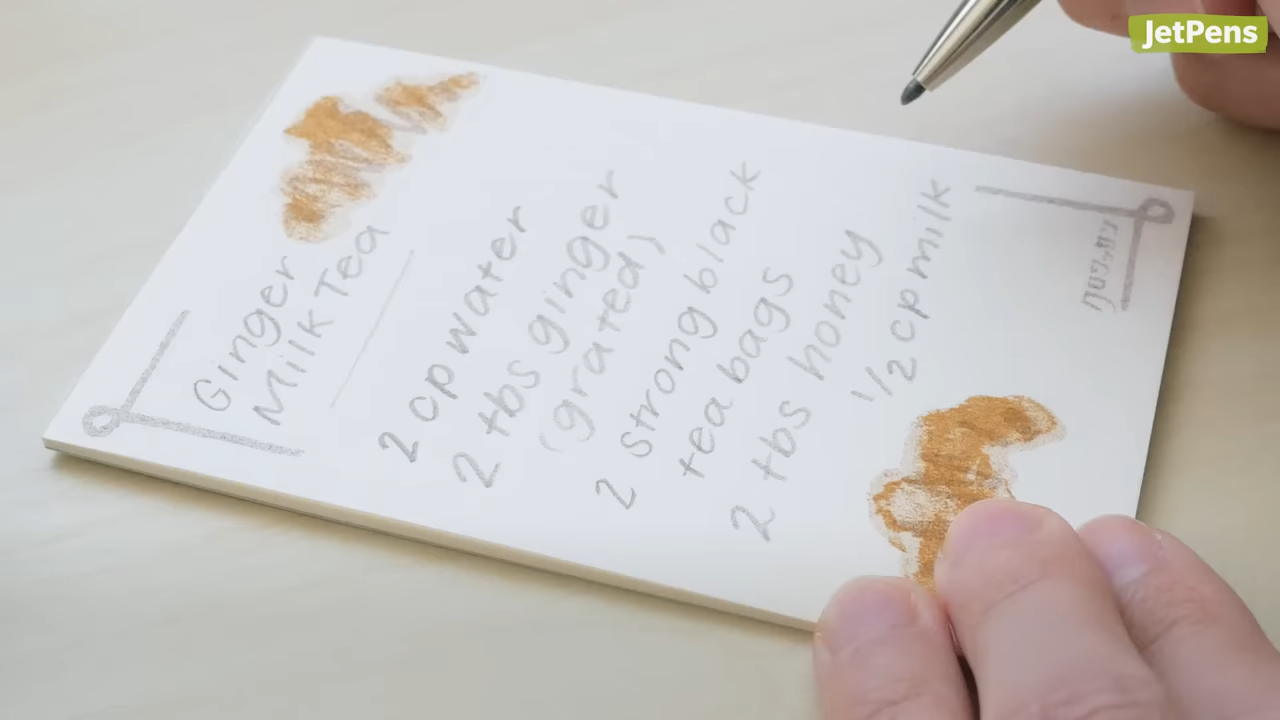 JetPens
Ginger
Milk Tea
2 cp water
2 tbs ginger
(grated)
2 strong black
tea bags
2 tbs honey
1/2 cp milk